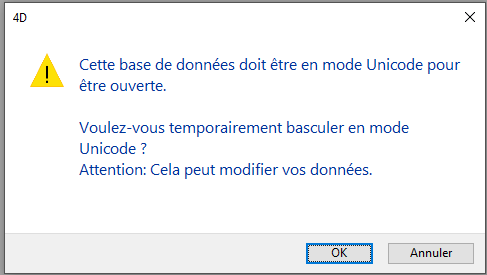 4D
Cette base de données doit être en mode Unicode pour
être ouverte.
Voulez-vous temporairement basculer en mode
Unicode ?
Attention: Cela peut modifier vos données.
OK
Annuler